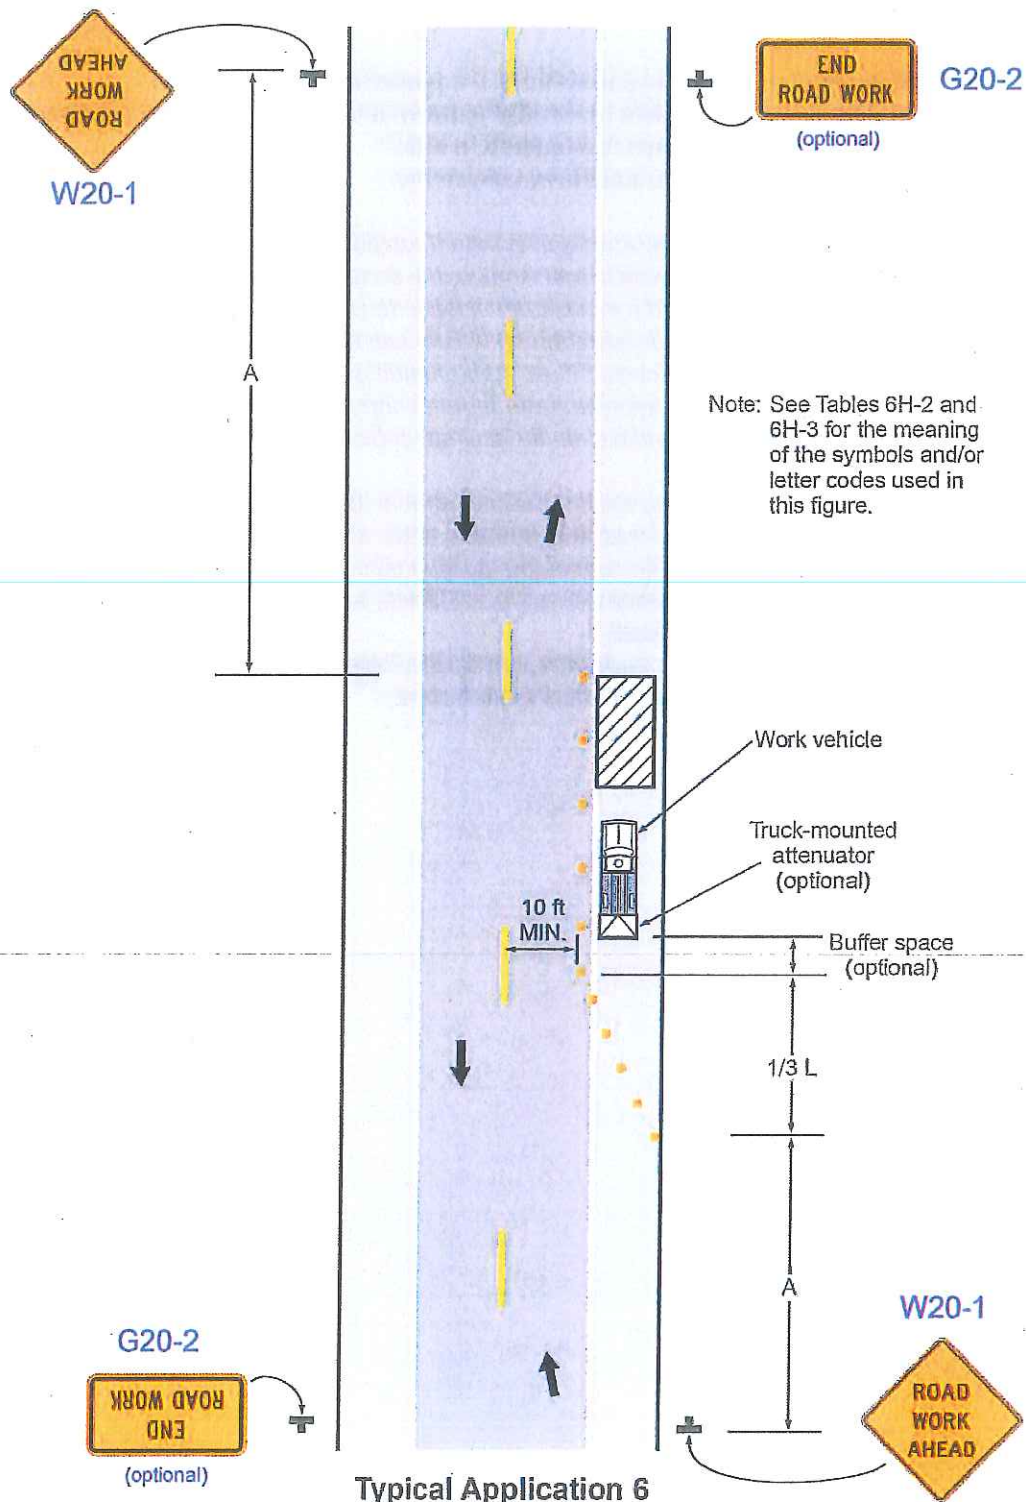 ROAD
WORK
AHEAD
W20-1
END
ROAD WORK
(optional)
G20-2
A
Note: See Tables 6H-2 and
6H-3 for the meaning
of the symbols and/or
letter codes used in
this figure.
Work vehicle
Truck-mounted
attenuator
(optional)
10 ft
MIN.
Buffer space
(optional)
1/3 L
A
W20-1
ROAD
WORK
AHEAD
G20-2
END
ROAD WORK
(optional)
Typical Application 6